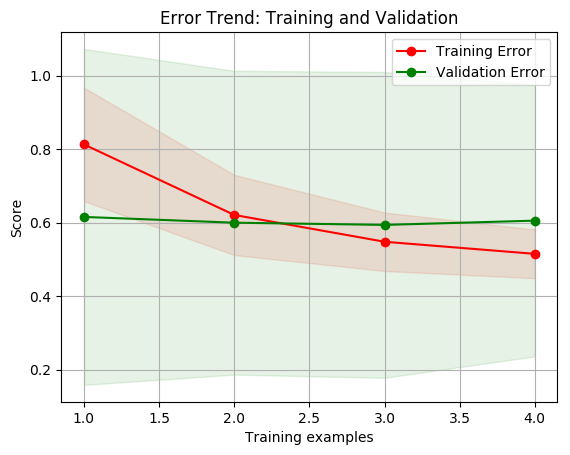 Error Trend: Training and Validation
Training Error
Validation Error
Score
1.0
0.8
0.6
0.4
0.2
1.0
1.5
2.0
2.5
3.0
3.5
4.0
Training examples